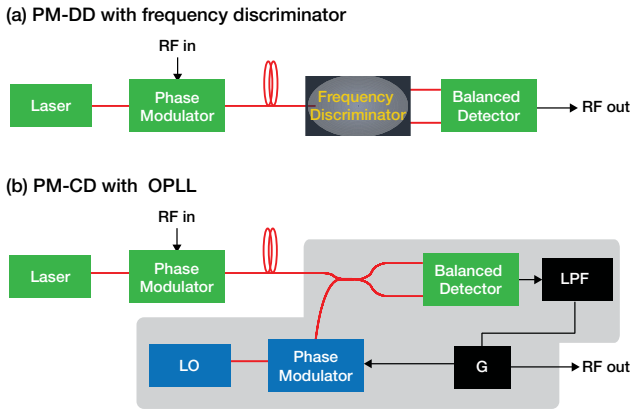 (a) PM-DD with frequency discriminator
RF in
Laser
Phase
Modulator
Frequency
Discriminator
Balanced
Detector
RF out
(b) PM-CD with OPLL
RF in
Laser
Phase
Modulator
Balanced
Detector
LPF
LO
Phase
Modulator
G
RF out